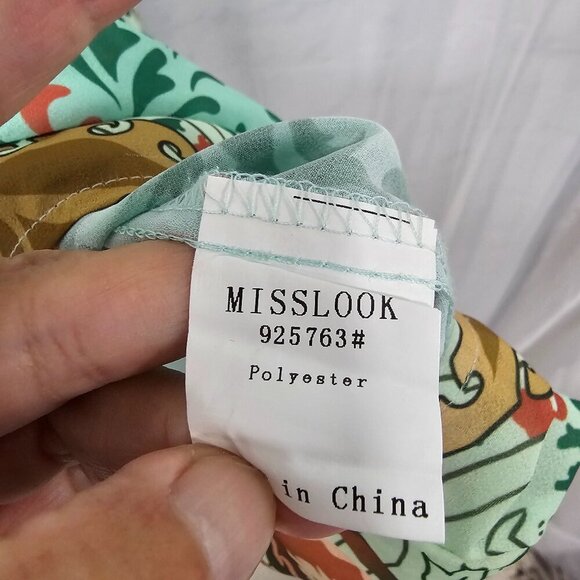 MISSLOOK
925763#
Polyester
in China